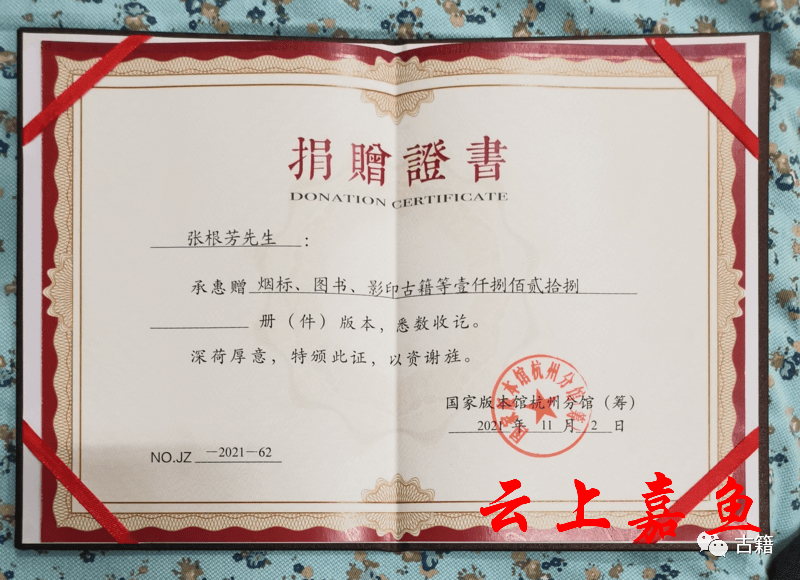 捐贈證書
DONATION CERTIFICATE
张根芳先生：
承惠赠 烟标、图书、影印古籍等壹仟捌佰贰拾捌
册（件）版本，悉数收讫。
深荷厚意，特颁此证，以资谢旌。
国家版本馆杭州分馆（筹）
2021 年 11 月 2 日
NO.JZ －2021－62
云上嘉鱼
古籍